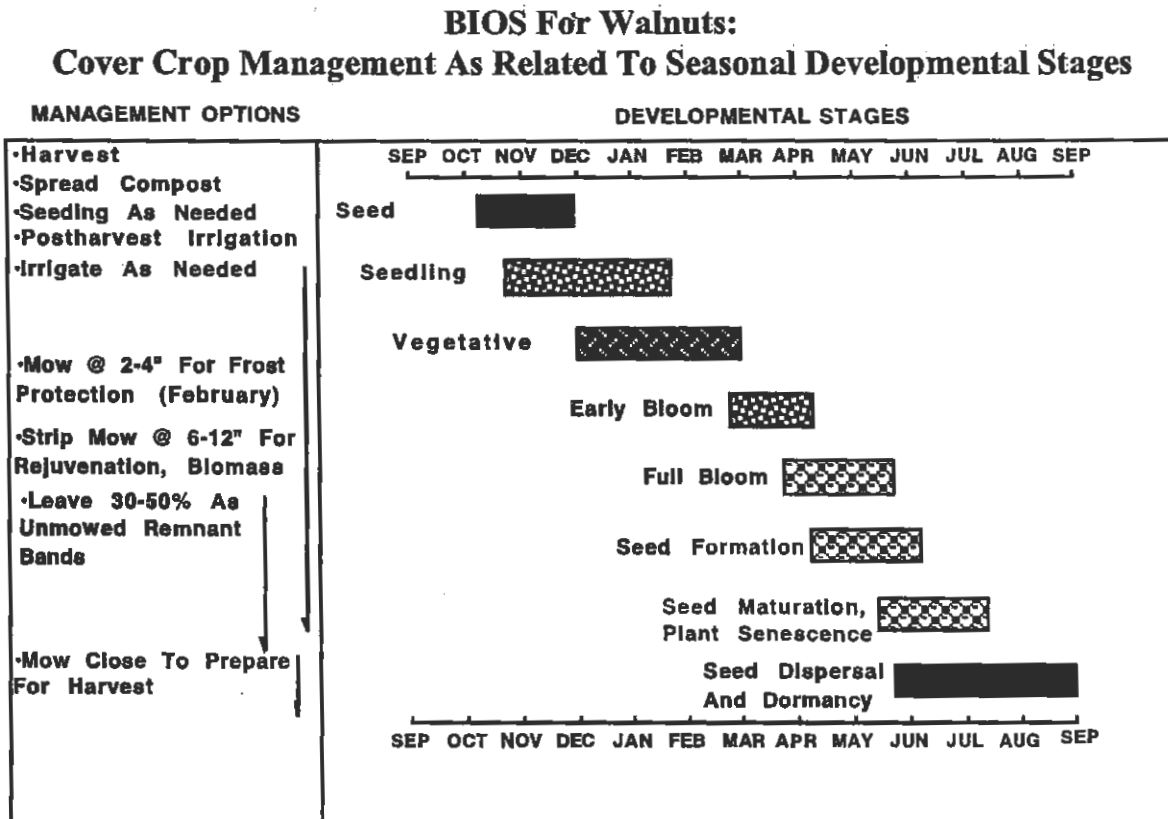 BIOS For Walnuts:
Cover Crop Management As Related To Seasonal Developmental Stages
MANAGEMENT OPTIONS
DEVELOPMENTAL STAGES
•Harvest
•Spread Compost
•Seeding As Needed
•Postharvest Irrigation
•Irrigate As Needed
•Mow @ 2-4" For Frost
Protection (February)
•Strip Mow @ 6-12" For
Rejuvenation, Biomass
•Leave 30-50% As
Unmowed Remnant
Bands
•Mow Close To Prepare
For Harvest
SEP OCT NOV DEC JAN FEB MAR APR MAY JUN JUL AUG SEP
Seed
Seedling
Vegetative
Early Bloom
Full Bloom
Seed Formation
Seed Maturation,
Plant Senescence
Seed Dispersal
And Dormancy
SEP OCT NOV DEC JAN FEB MAR APR MAY JUN JUL AUG SEP